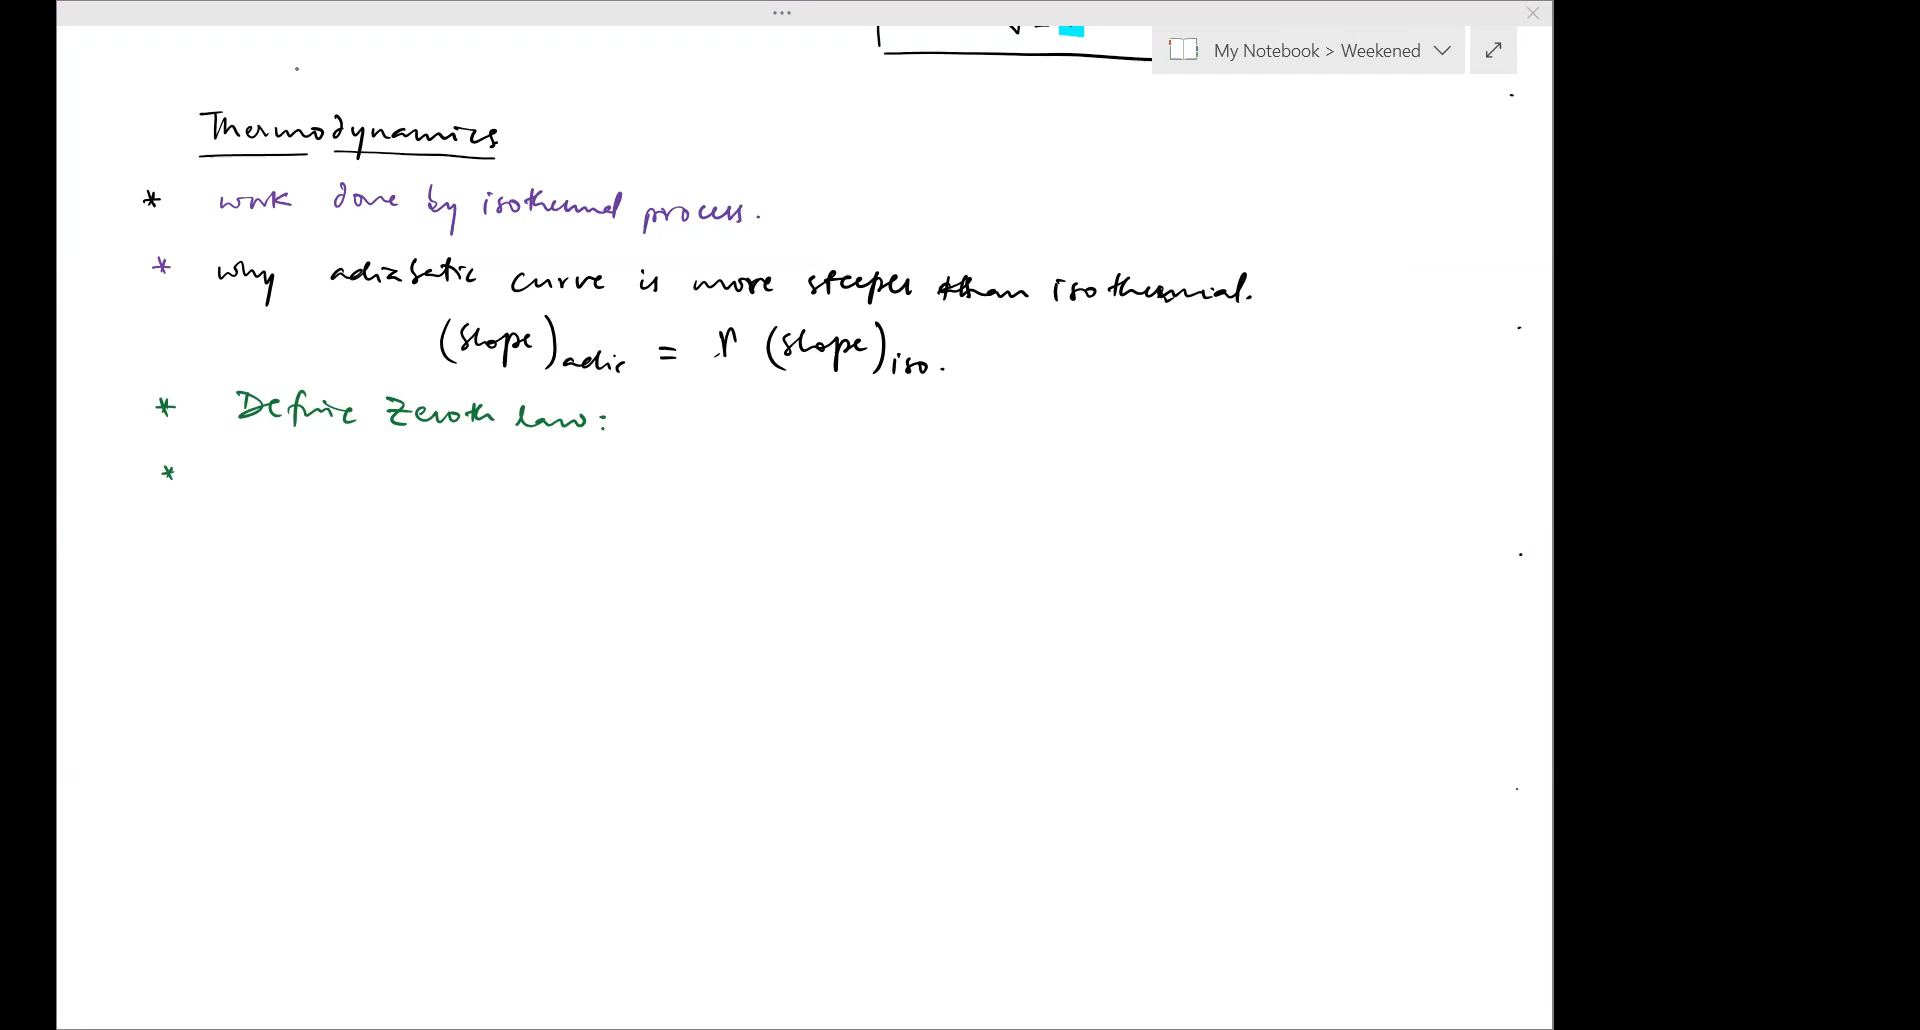 My Notebook > Weekened
Thermodynamics
* work done by isothermal process.
* why adiabatic curve is more steeper than isothermial.
(slope)adia = γ (slope)iso.
* Define Zeroth law:
*